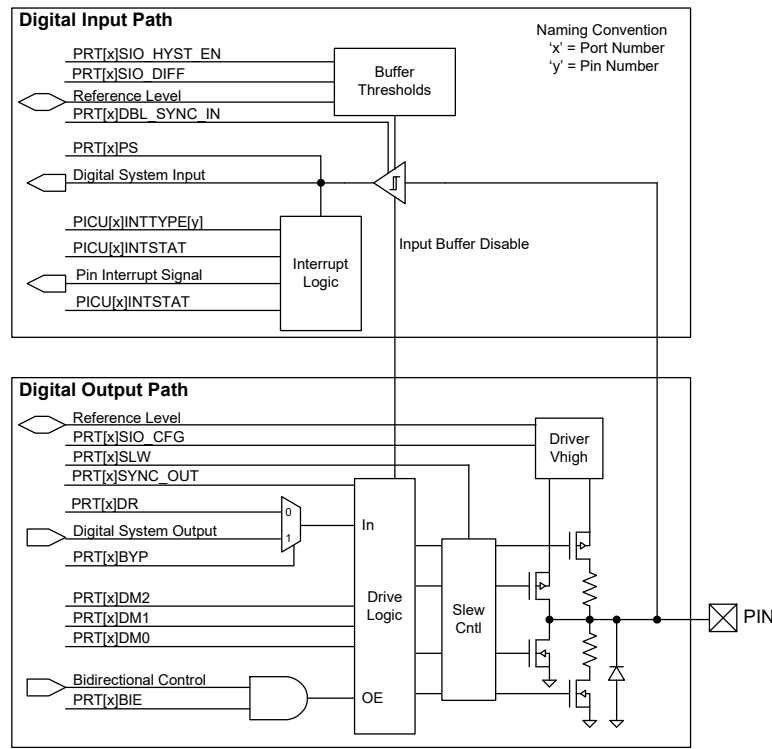 Digital Input Path
Naming Convention
'x' = Port Number
'y' = Pin Number
PRT[x]SIO_HYST_EN
PRT[x]SIO_DIFF
Reference Level
PRT[x]DBL_SYNC_IN
Buffer
Thresholds
PRT[x]PS
Digital System Input
PICU[x]INTTYPE[y]
PICU[x]INTSTAT
Pin Interrupt Signal
PICU[x]INTSTAT
Interrupt
Logic
Input Buffer Disable
Digital Output Path
Reference Level
PRT[x]SIO_CFG
PRT[x]SLW
PRT[x]SYNC_OUT
Driver
Vhigh
PRT[x]DR
Digital System Output
PRT[x]BYP
0
1
In
PRT[x]DM2
PRT[x]DM1
PRT[x]DM0
Drive
Logic
Slew
Cntl
PIN
Bidirectional Control
PRT[x]BIE
OE